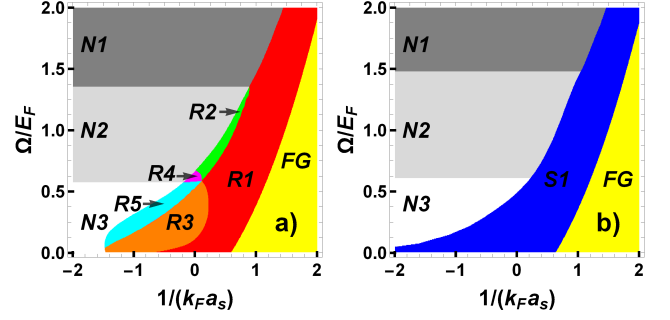 2.0
1.5
1.0
0.5
0.0
Ω/E_F
N1
N2
N3
R2
R4
R5
R3
R1
FG
a)
−2 −1 0 1 2
1/(k_F a_s)
2.0
1.5
1.0
0.5
0.0
Ω/E_F
N1
N2
N3
S1
FG
b)
−2 −1 0 1 2
1/(k_F a_s)